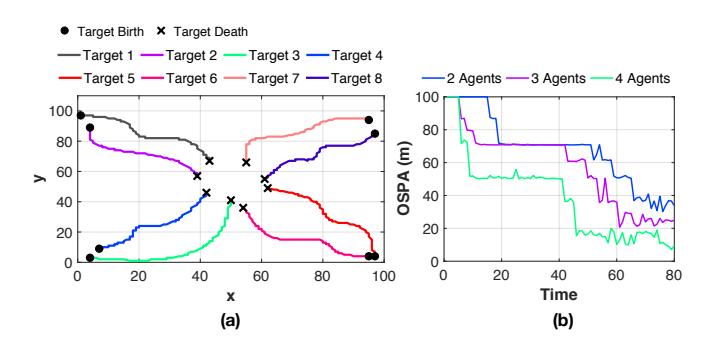 Target Birth Target Death
Target 1 Target 2 Target 3 Target 4
Target 5 Target 6 Target 7 Target 8
100
80
60
40
20
0
y
0 20 40 60 80 100
x
(a)
2 Agents 3 Agents 4 Agents
100
80
60
40
20
0
OSPA (m)
0 20 40 60 80
Time
(b)